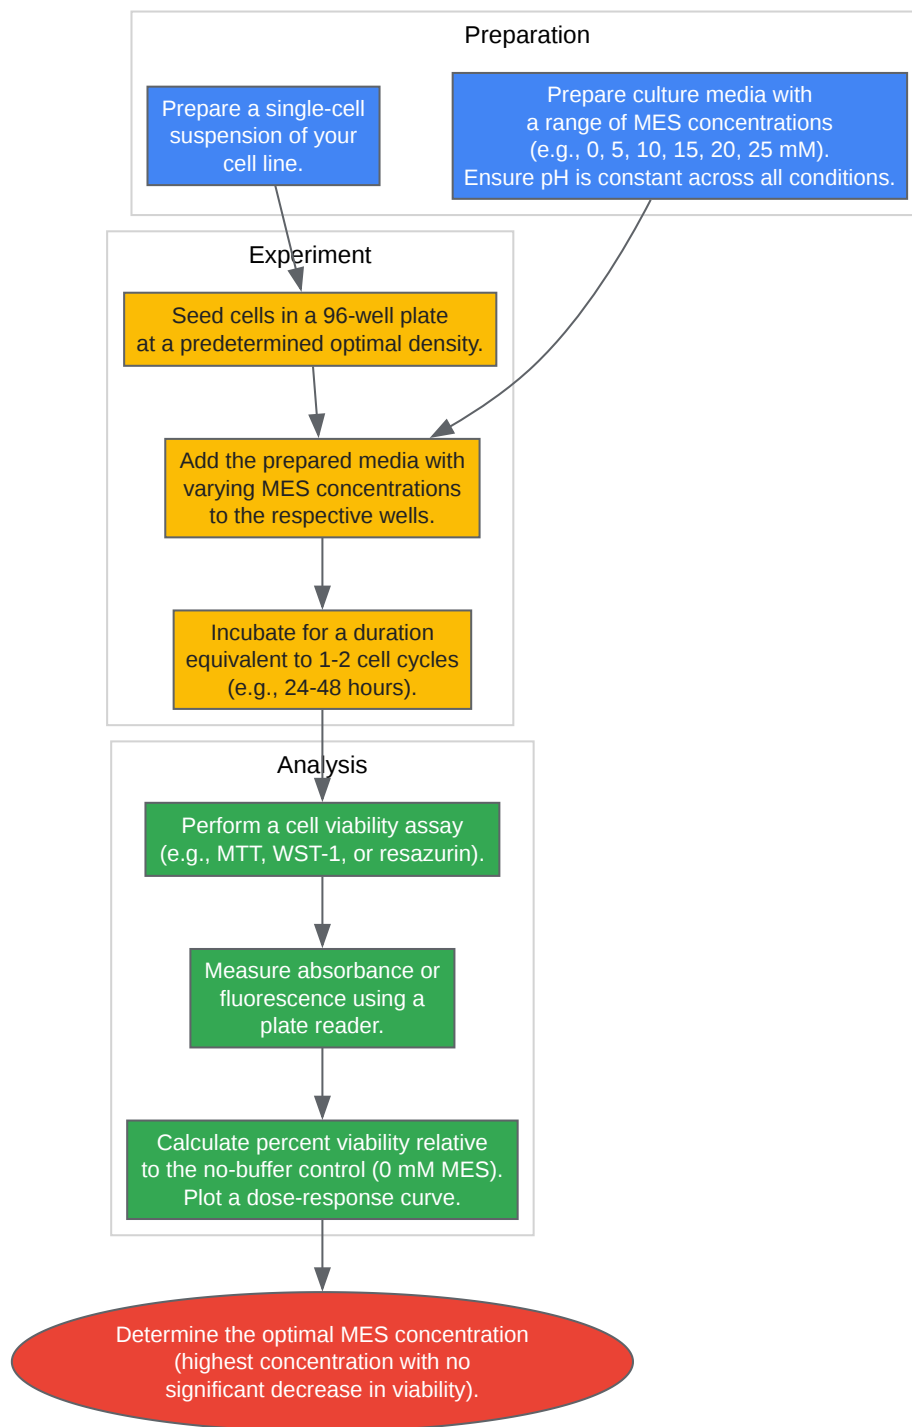 Preparation
Prepare a single-cell
suspension of your
cell line.
Prepare culture media with
a range of MES concentrations
(e.g., 0, 5, 10, 15, 20, 25 mM).
Ensure pH is constant across all conditions.
Experiment
Seed cells in a 96-well plate
at a predetermined optimal density.
Add the prepared media with
varying MES concentrations
to the respective wells.
Incubate for a duration
equivalent to 1-2 cell cycles
(e.g., 24-48 hours).
Analysis
Perform a cell viability assay
(e.g., MTT, WST-1, or resazurin).
Measure absorbance or
fluorescence using a
plate reader.
Calculate percent viability relative
to the no-buffer control (0 mM MES).
Plot a dose-response curve.
Determine the optimal MES concentration
(highest concentration with no
significant decrease in viability).